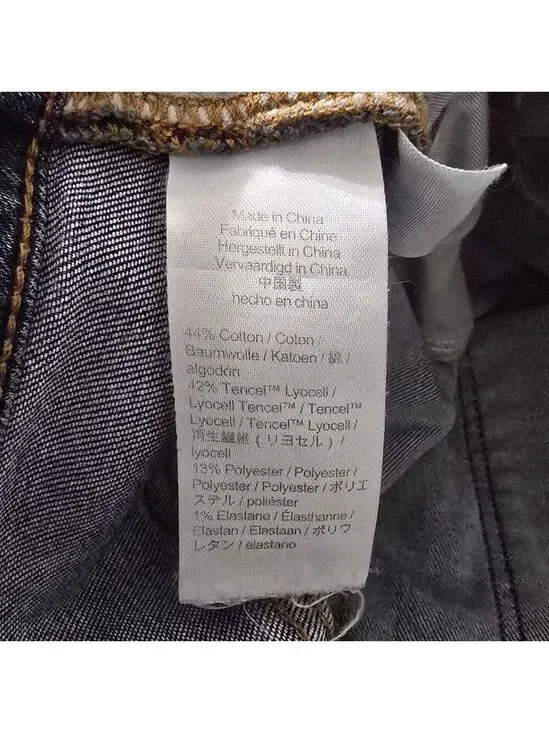 Made in China
Fabriqué en Chine
Hergestellt in China
Vervaardigd in China
中国製
hecho en china
44% Cotton / Coton /
Baumwolle / Katoen / 綿 /
algodón
42% Tencel™ Lyocell /
Lyocell Tencel™ / Tencel™
Lyocell / Tencel™ Lyocell /
再生繊維 ( リヨセル ) /
lyocell
13% Polyester / Polyester /
Polyester / Polyester / ポリエ
ステル / poliéster
1% Elastane / Élasthanne /
Elastan / Elastaan / ポリウ
レタン / elastano